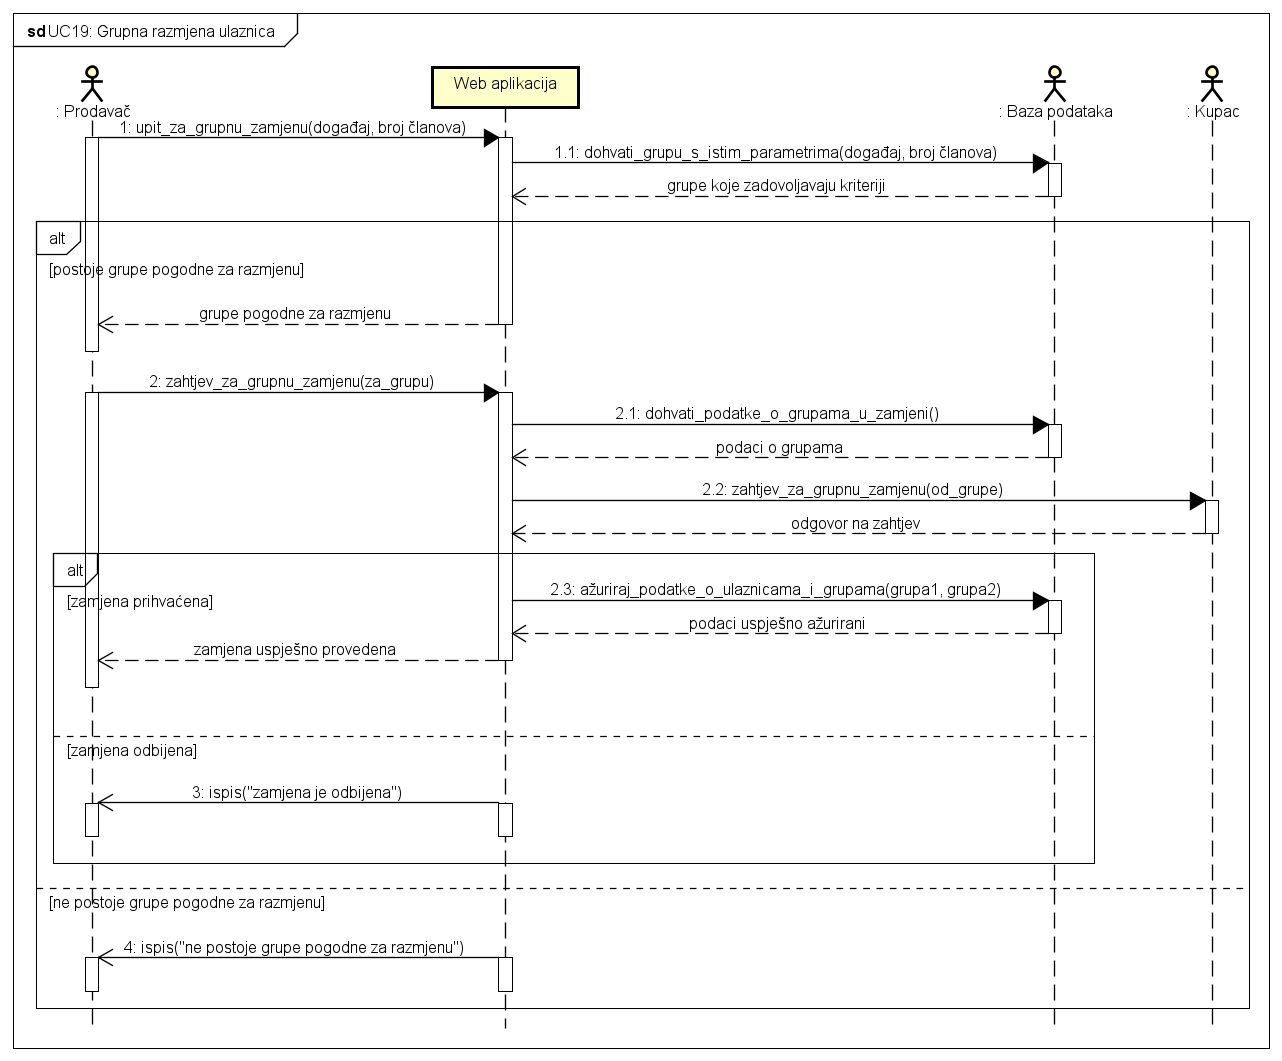 sd UC19: Grupna razmjena ulaznica
: Prodavač
Web aplikacija
: Baza podataka
: Kupac
1: upit_za_grupnu_zamjenu(događaj, broj članova)
1.1: dohvati_grupu_s_istim_parametrima(događaj, broj članova)
grupe koje zadovoljavaju kriteriji
alt
[postoje grupe pogodne za razmjenu]
grupe pogodne za razmjenu
2: zahtjev_za_grupnu_zamjenu(za_grupu)
2.1: dohvati_podatke_o_grupama_u_zamjeni()
podaci o grupama
2.2: zahtjev_za_grupnu_zamjenu(od_grupe)
odgovor na zahtjev
alt
[zamjena prihvaćena]
2.3: ažuriraj_podatke_o_ulaznicama_i_grupama(grupa1, grupa2)
podaci uspješno ažurirani
zamjena uspješno provedena
[zamjena odbijena]
3: ispis("zamjena je odbijena")
[ne postoje grupe pogodne za razmjenu]
4: ispis("ne postoje grupe pogodne za razmjenu")